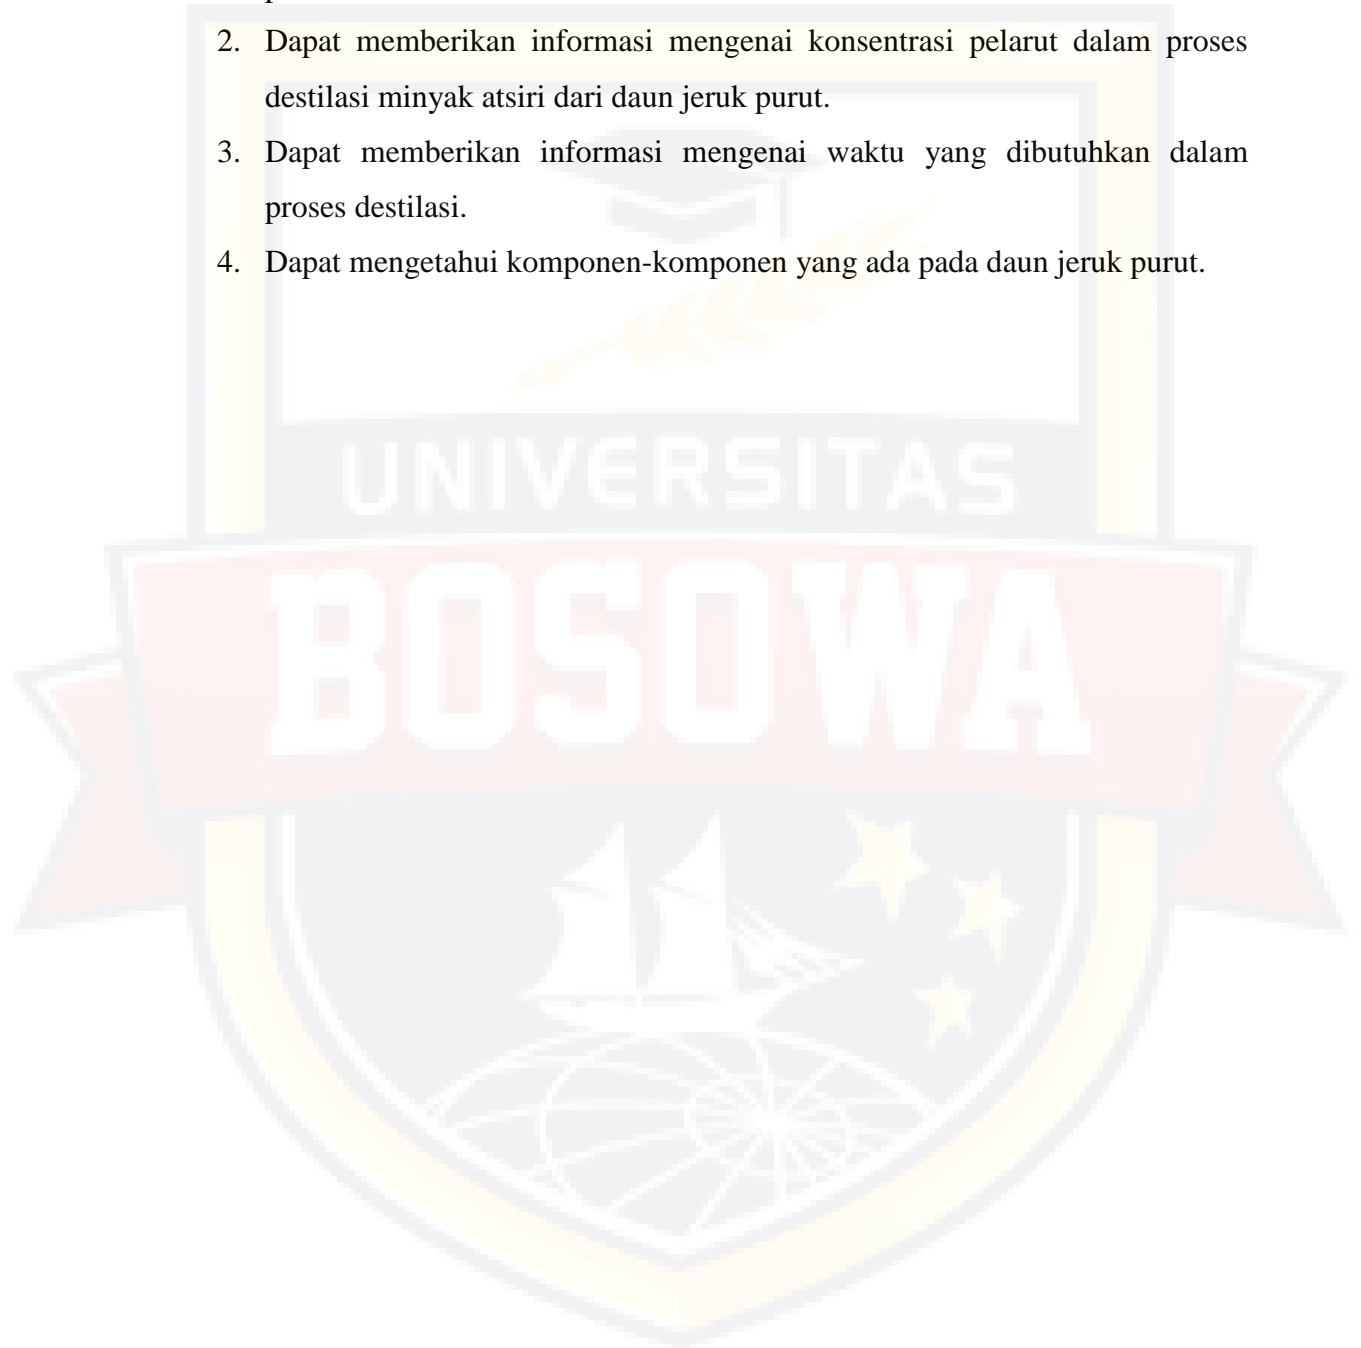 2. Dapat memberikan informasi mengenai konsentrasi pelarut dalam proses
destilasi minyak atsiri dari daun jeruk purut.
3. Dapat memberikan informasi mengenai waktu yang dibutuhkan dalam
proses destilasi.
4. Dapat mengetahui komponen-komponen yang ada pada daun jeruk purut.
UNIVERSITAS
BOSOWA